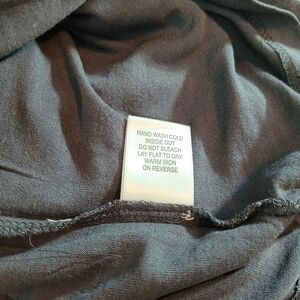 HAND WASH COLD
INSIDE OUT
DO NOT BLEACH
LAY FLAT TO DRY
WARM IRON
ON REVERSE